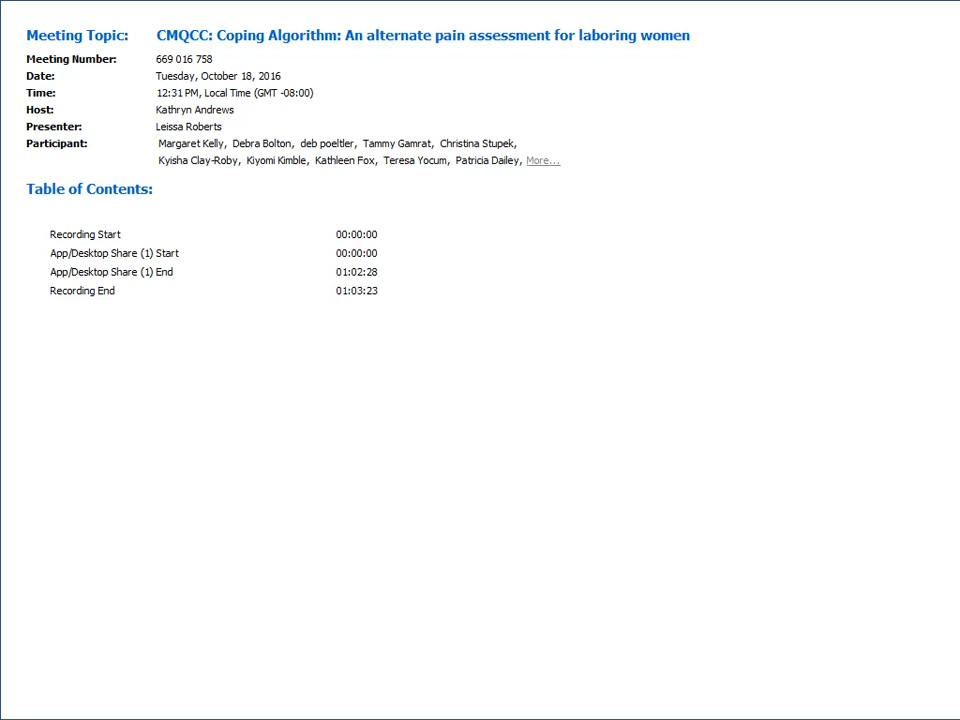 Meeting Topic: CMQCC: Coping Algorithm: An alternate pain assessment for laboring women
Meeting Number: 669 016 758
Date: Tuesday, October 18, 2016
Time: 12:31 PM, Local Time (GMT -08:00)
Host: Kathryn Andrews
Presenter: Leissa Roberts
Participant: Margaret Kelly, Debra Bolton, deb poeltler, Tammy Gamrat, Christina Stupek,
Kyisha Clay-Roby, Kiyomi Kimble, Kathleen Fox, Teresa Yocum, Patricia Dailey, More...
Table of Contents:
Recording Start 00:00:00
App/Desktop Share (1) Start 00:00:00
App/Desktop Share (1) End 01:02:28
Recording End 01:03:23